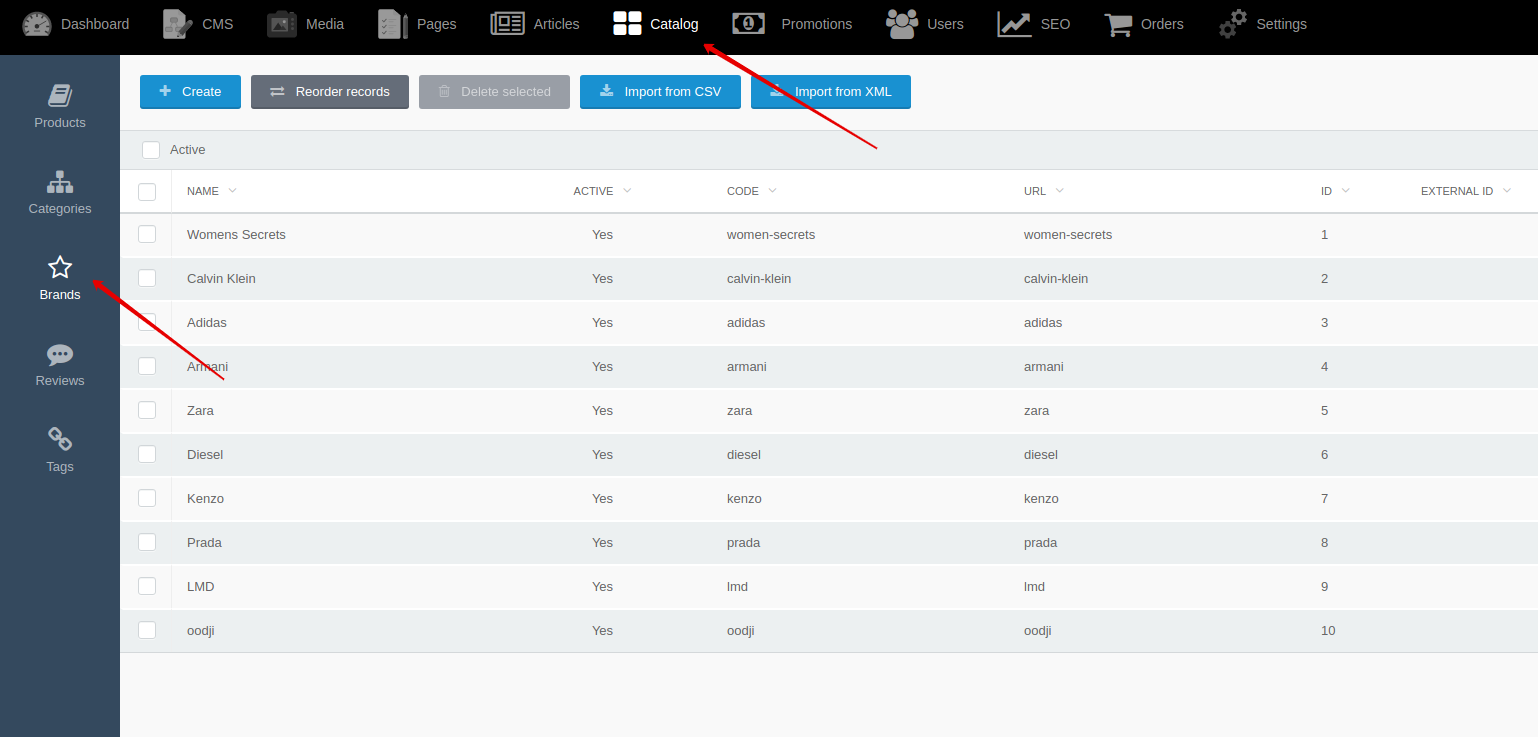 Dashboard CMS Media Pages Articles Catalog Promotions Users SEO Orders Settings
Products
Categories
Brands
Reviews
Tags
Create Reorder records Delete selected Import from CSV Import from XML
Active
NAME ACTIVE CODE URL ID EXTERNAL ID
Womens Secrets Yes women-secrets women-secrets 1
Calvin Klein Yes calvin-klein calvin-klein 2
Adidas Yes adidas adidas 3
Armani Yes armani armani 4
Zara Yes zara zara 5
Diesel Yes diesel diesel 6
Kenzo Yes kenzo kenzo 7
Prada Yes prada prada 8
LMD Yes lmd lmd 9
oodji Yes oodji oodji 10